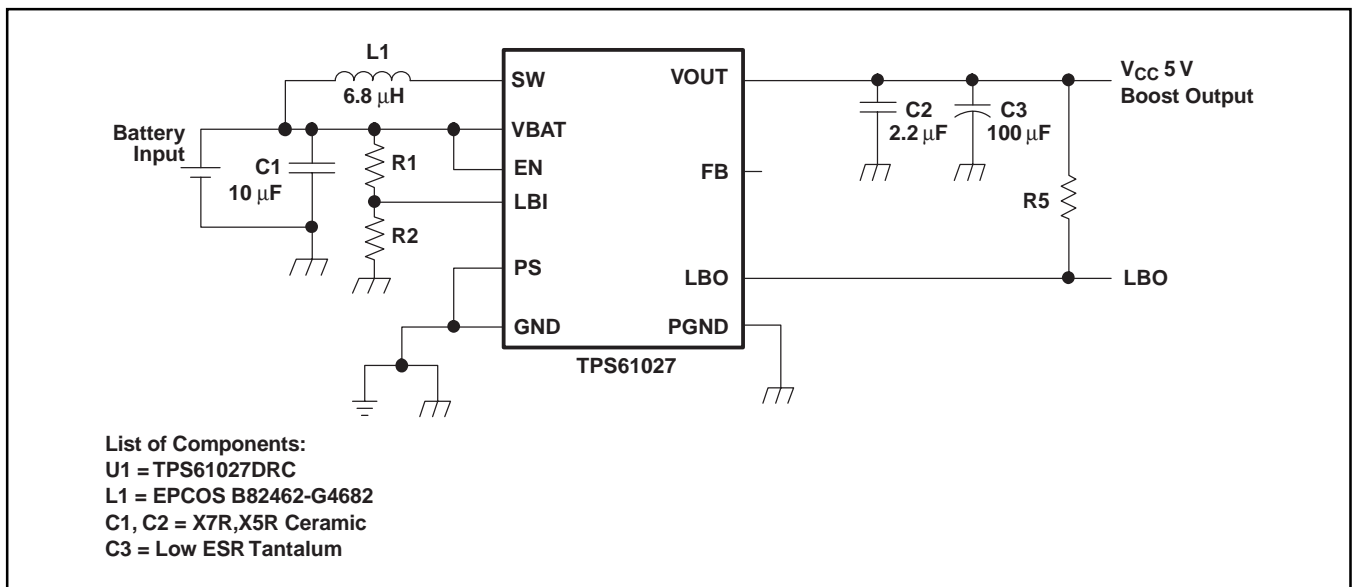 L1
6.8 μH
SW
VOUT
VCC 5 V
Boost Output
C2
2.2 μF
C3
100 μF
Battery
Input
VBAT
C1
10 μF
R1
EN
FB
LBI
R5
R2
PS
LBO
LBO
GND
PGND
TPS61027
List of Components:
U1 = TPS61027DRC
L1 = EPCOS B82462-G4682
C1, C2 = X7R,X5R Ceramic
C3 = Low ESR Tantalum